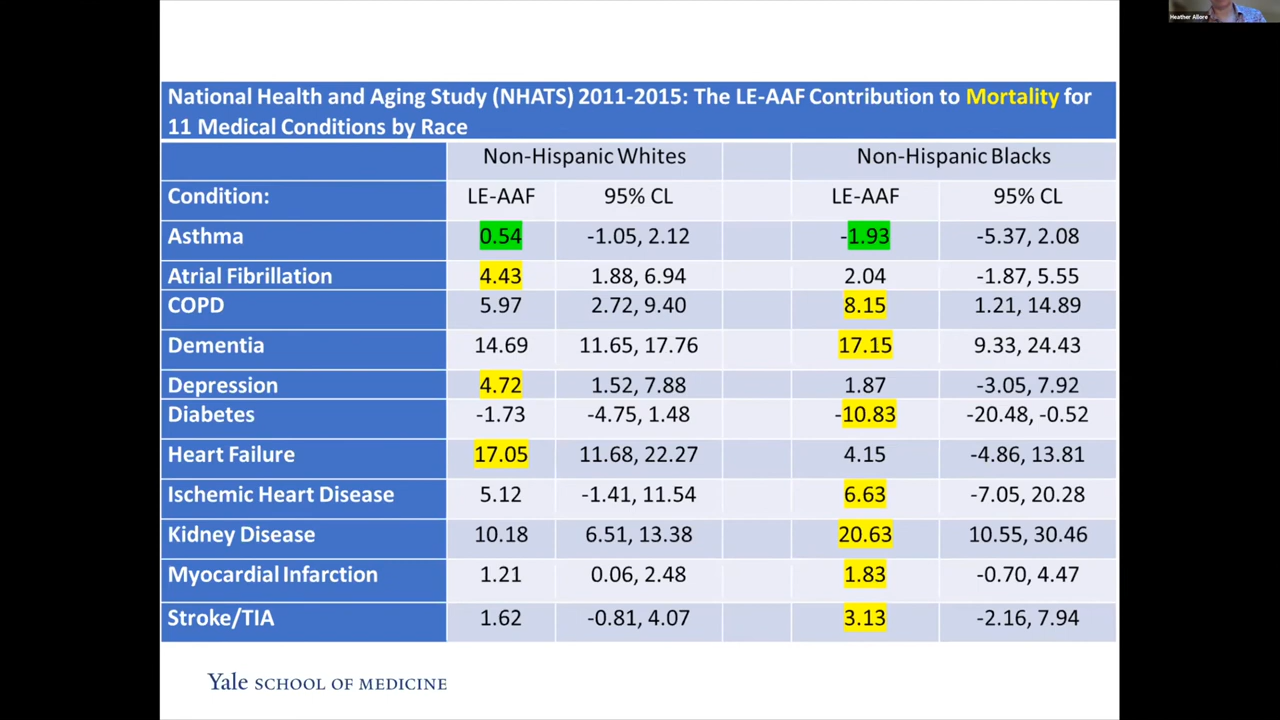 Heather Allore
National Health and Aging Study (NHATS) 2011-2015: The LE-AAF Contribution to Mortality for
11 Medical Conditions by Race
Non-Hispanic Whites Non-Hispanic Blacks
Condition: LE-AAF 95% CL LE-AAF 95% CL
Asthma 0.54 -1.05, 2.12 -1.93 -5.37, 2.08
Atrial Fibrillation 4.43 1.88, 6.94 2.04 -1.87, 5.55
COPD 5.97 2.72, 9.40 8.15 1.21, 14.89
Dementia 14.69 11.65, 17.76 17.15 9.33, 24.43
Depression 4.72 1.52, 7.88 1.87 -3.05, 7.92
Diabetes -1.73 -4.75, 1.48 -10.83 -20.48, -0.52
Heart Failure 17.05 11.68, 22.27 4.15 -4.86, 13.81
Ischemic Heart Disease 5.12 -1.41, 11.54 6.63 -7.05, 20.28
Kidney Disease 10.18 6.51, 13.38 20.63 10.55, 30.46
Myocardial Infarction 1.21 0.06, 2.48 1.83 -0.70, 4.47
Stroke/TIA 1.62 -0.81, 4.07 3.13 -2.16, 7.94
Yale SCHOOL OF MEDICINE